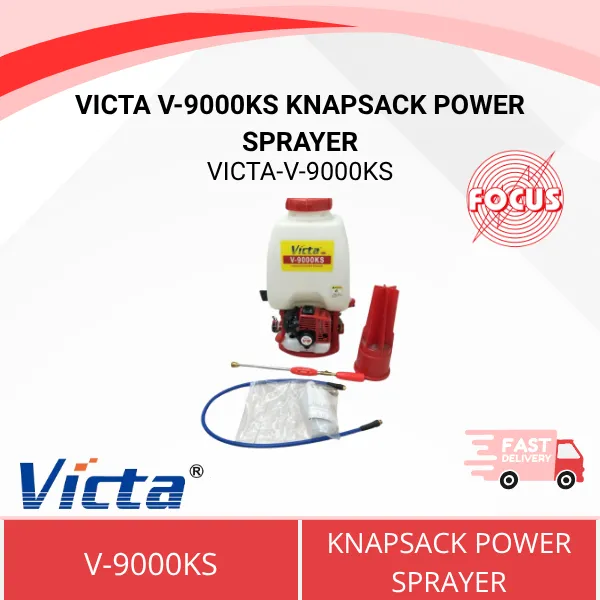 VICTA V-9000KS KNAPSACK POWER
SPRAYER
VICTA-V-9000KS
FOCUS
Victa
V-9000KS
FAST
DELIVERY
Victa®
V-9000KS
KNAPSACK POWER
SPRAYER